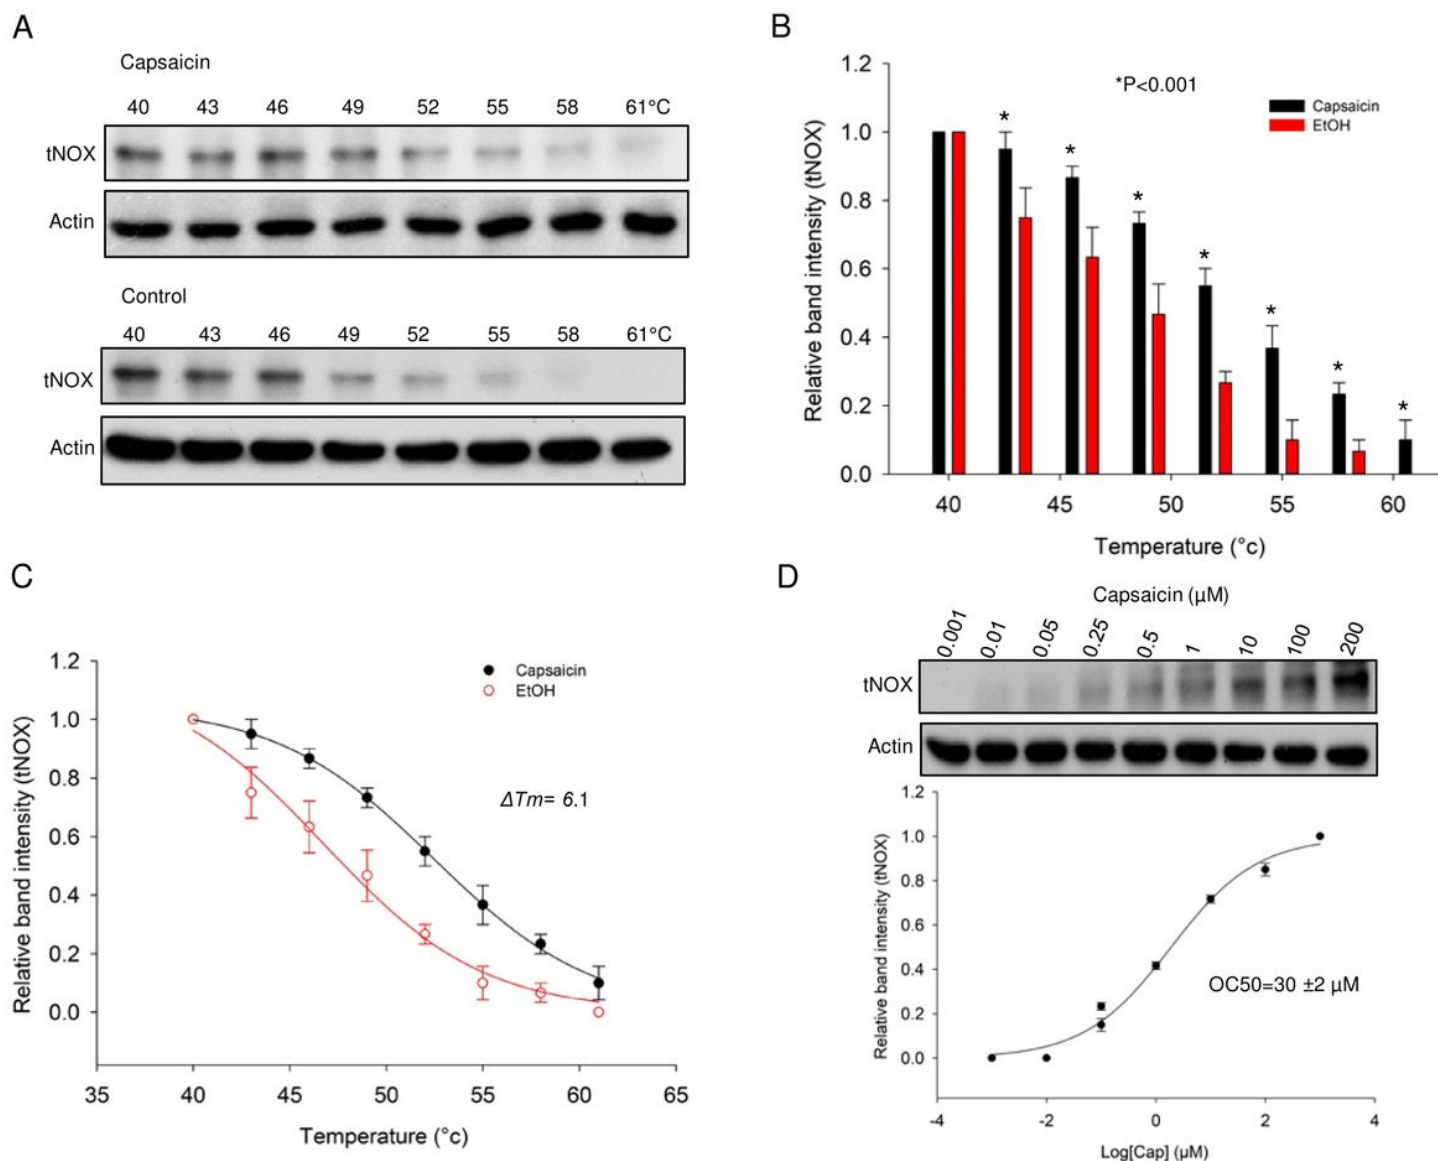 A
Capsaicin
40 43 46 49 52 55 58 61°C
tNOX
Actin
Control
40 43 46 49 52 55 58 61°C
tNOX
Actin
B
*P<0.001
Capsaicin
EtOH
Relative band intensity (tNOX)
1.2
1.0
0.8
0.6
0.4
0.2
0.0
* * * * * * *
40 45 50 55 60
Temperature (°c)
C
Capsaicin
EtOH
ΔTm= 6.1
Relative band intensity (tNOX)
1.2
1.0
0.8
0.6
0.4
0.2
0.0
35 40 45 50 55 60 65
Temperature (°c)
D
Capsaicin (µM)
0.001 0.01 0.05 0.25 0.5 1 10 100 200
tNOX
Actin
Relative band intensity (tNOX)
1.2
1.0
0.8
0.6
0.4
0.2
0.0
OC50=30 ±2 µM
-4 -2 0 2 4
Log[Cap] (µM)